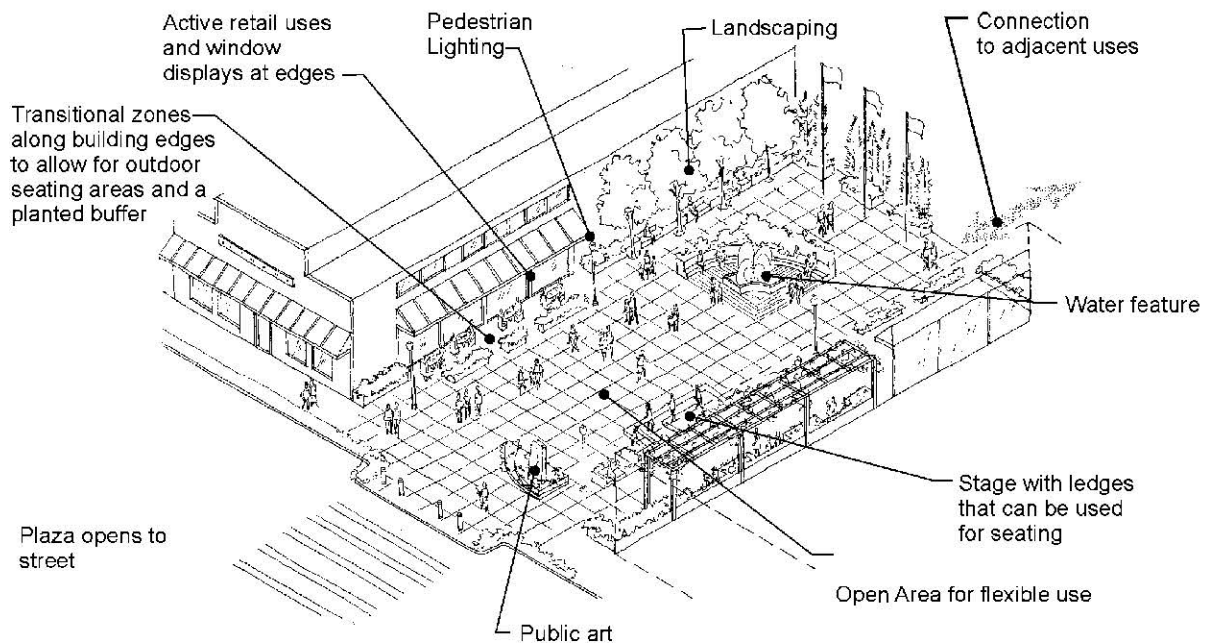 Active retail uses
and window
displays at edges
Pedestrian
Lighting
Landscaping
Connection
to adjacent uses
Transitional zones
along building edges
to allow for outdoor
seating areas and a
planted buffer
Water feature
Stage with ledges
that can be used
for seating
Plaza opens to
street
Open Area for flexible use
Public art